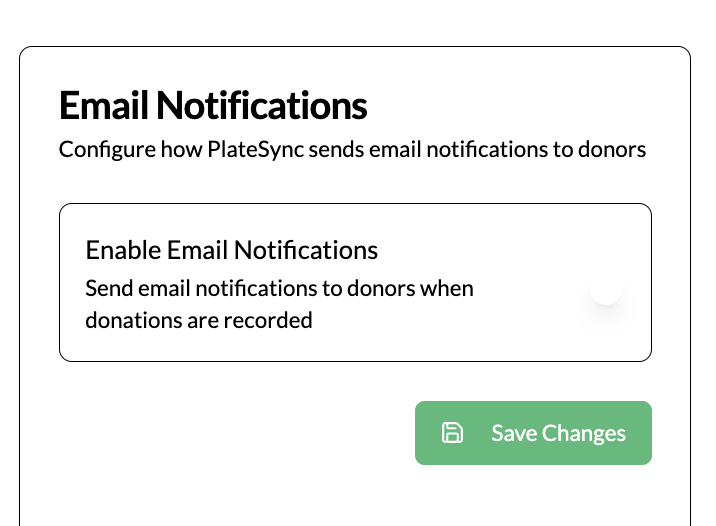 Email Notifications
Configure how PlateSync sends email notifications to donors
Enable Email Notifications
Send email notifications to donors when
donations are recorded
Save Changes